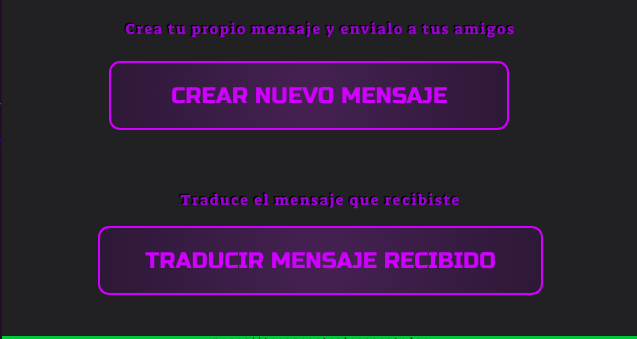 Crea tu propio mensaje y envialo a tus amigos
CREAR NUEVO MENSAJE
Traduce el mensaje que recibiste
TRADUCIR MENSAJE RECIBIDO